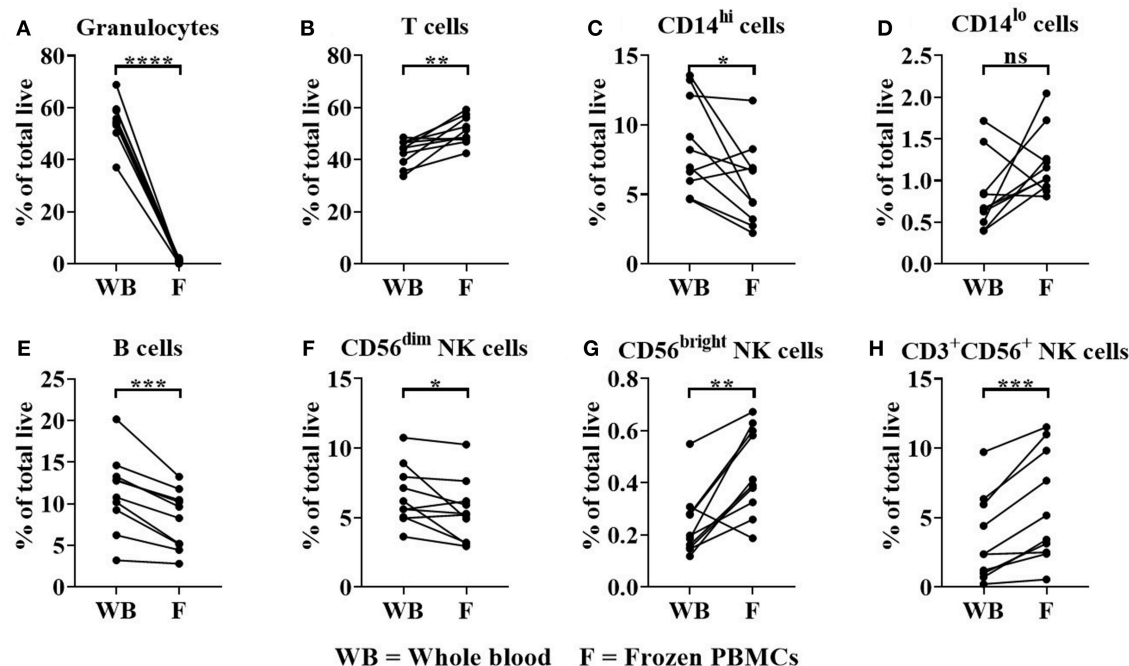 A Granulocytes
% of total live
80
60
40
20
0
****
WB F
B T cells
% of total live
80
60
40
20
0
**
WB F
C CD14hi cells
% of total live
15
10
5
0
*
WB F
D CD14lo cells
% of total live
2.5
2.0
1.5
1.0
0.5
0.0
ns
WB F
E B cells
% of total live
25
20
15
10
5
0
***
WB F
F CD56dim NK cells
% of total live
15
10
5
0
*
WB F
G CD56bright NK cells
% of total live
0.8
0.6
0.4
0.2
0.0
**
WB F
H CD3+CD56+ NK cells
% of total live
15
10
5
0
***
WB F
WB = Whole blood F = Frozen PBMCs